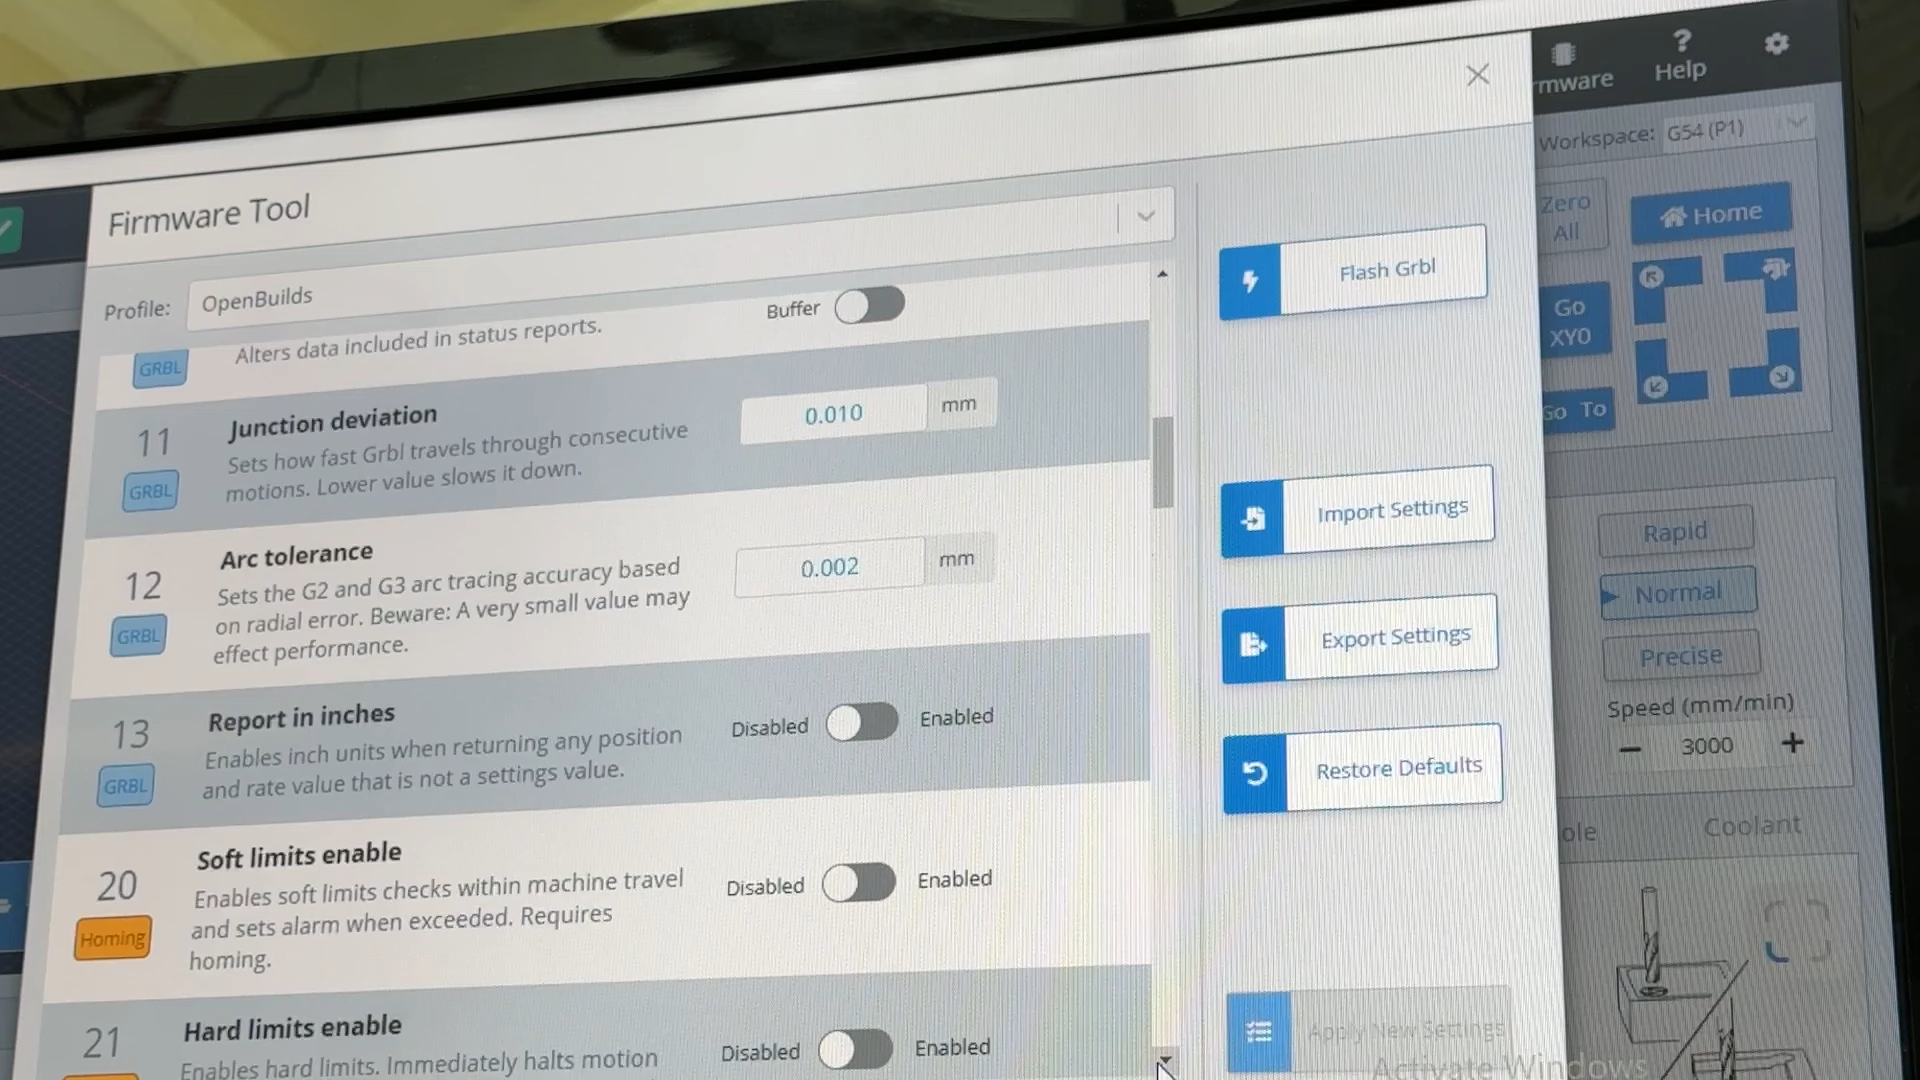 rmware
Help
Workspace: G54 (P1)
Firmware Tool
Zero
All
Home
Profile: OpenBuilds
Buffer
Flash Grbl
Go
XY0
GRBL
Alters data included in status reports.
Go To
11
Junction deviation
0.010 mm
GRBL
Sets how fast Grbl travels through consecutive
motions. Lower value slows it down.
Import Settings
Rapid
12
Arc tolerance
0.002 mm
GRBL
Sets the G2 and G3 arc tracing accuracy based
on radial error. Beware: A very small value may
effect performance.
Normal
Export Settings
Precise
13
Report in inches
Disabled Enabled
GRBL
Enables inch units when returning any position
and rate value that is not a settings value.
Speed (mm/min)
3000
Restore Defaults
20
Soft limits enable
Disabled Enabled
Homing
Enables soft limits checks within machine travel
and sets alarm when exceeded. Requires
homing.
ole
Coolant
21
Hard limits enable
Disabled Enabled
Enables hard limits. Immediately halts motion
Apply New Settings
Activate Windows